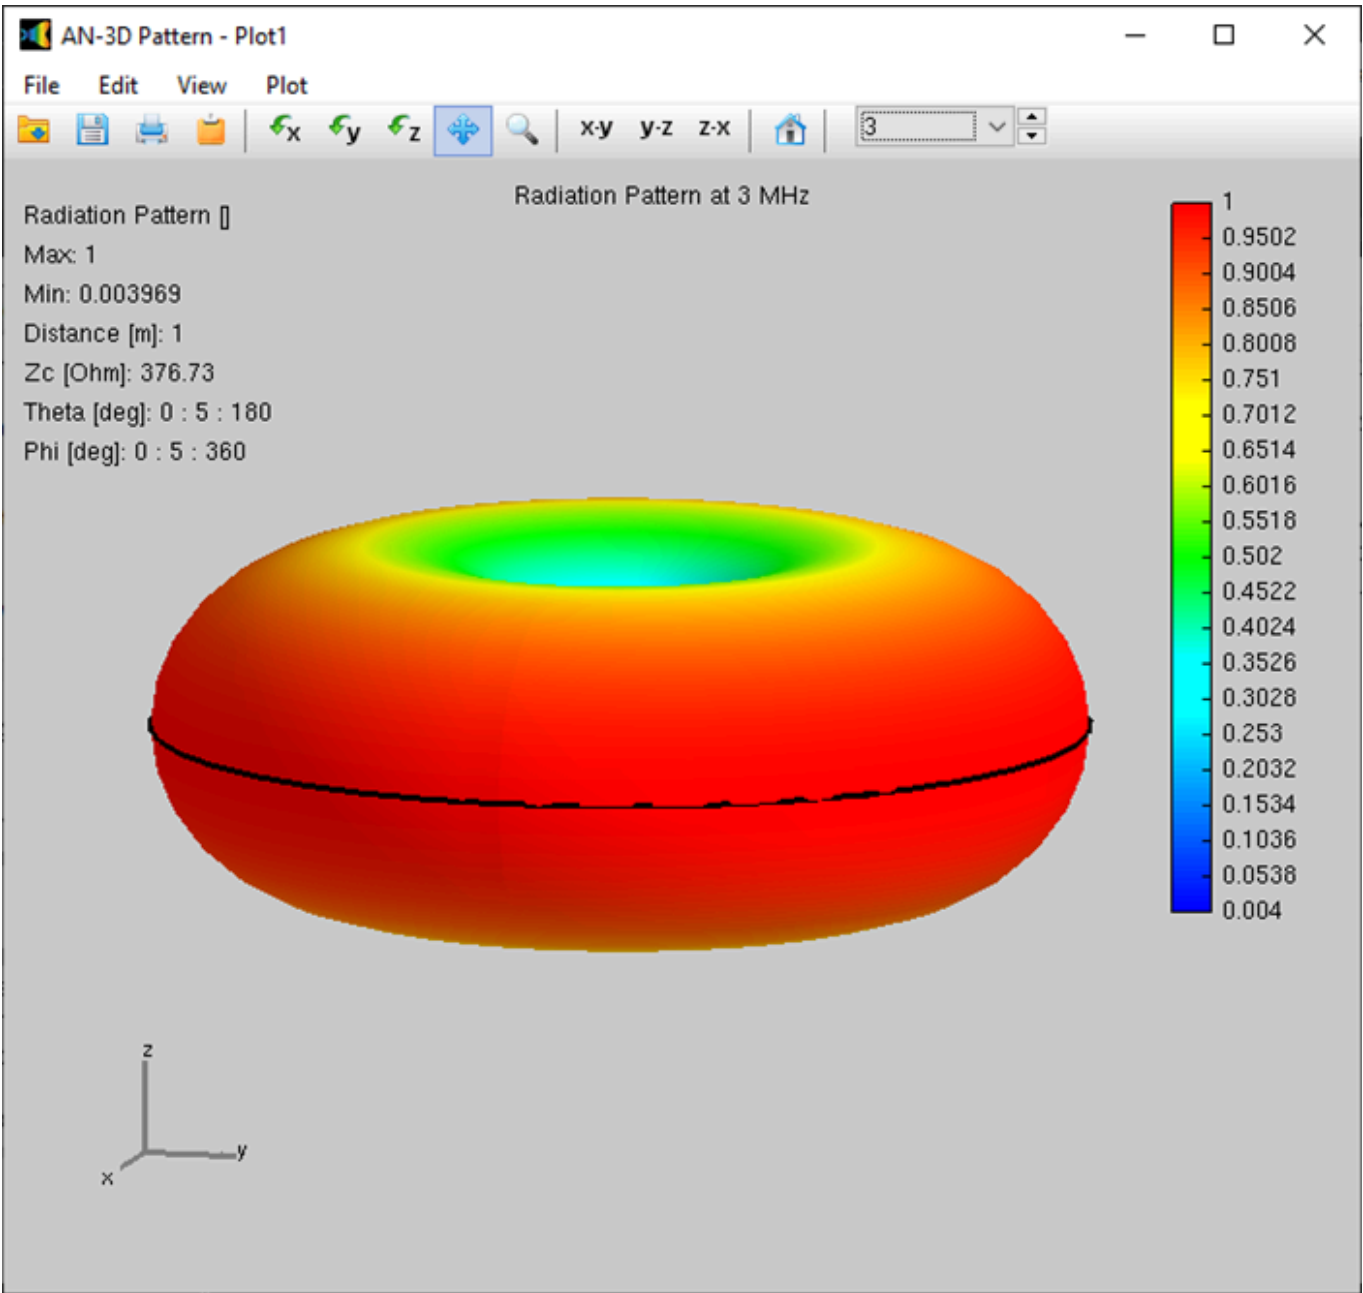 AN-3D Pattern - Plot1
File Edit View Plot
x y z x-y y-z z-x 3
Radiation Pattern at 3 MHz
Radiation Pattern []
Max: 1
Min: 0.003969
Distance [m]: 1
Zc [Ohm]: 376.73
Theta [deg]: 0 : 5 : 180
Phi [deg]: 0 : 5 : 360
1
0.9502
0.9004
0.8506
0.8008
0.751
0.7012
0.6514
0.6016
0.5518
0.502
0.4522
0.4024
0.3526
0.3028
0.253
0.2032
0.1534
0.1036
0.0538
0.004
z
y
x